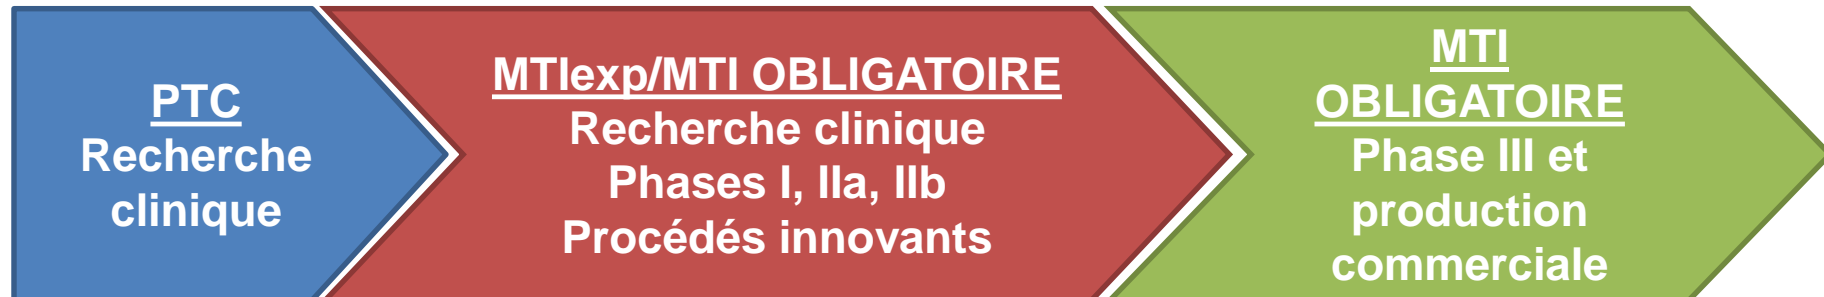 PTC
Recherche
clinique
MTIexp/MTI OBLIGATOIRE
Recherche clinique
Phases I, IIa, IIb
Procédés innovants
MTI
OBLIGATOIRE
Phase III et
production
commerciale